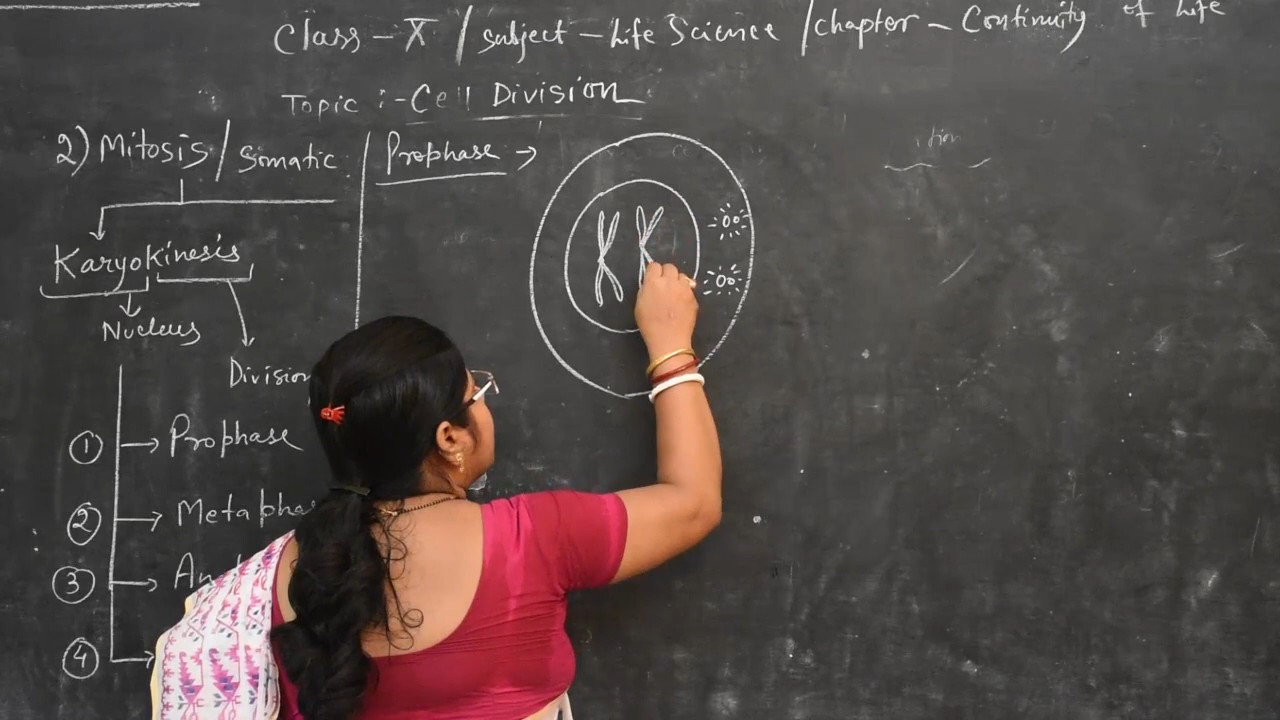 Class - X / subject - Life Science / chapter - Continuity of Life
Topic :- Cell Division
2) Mitosis / Somatic
Karyokinesis
Nucleus
Division
1 Prophase
2 Metapha
3 An
4
Prophase →